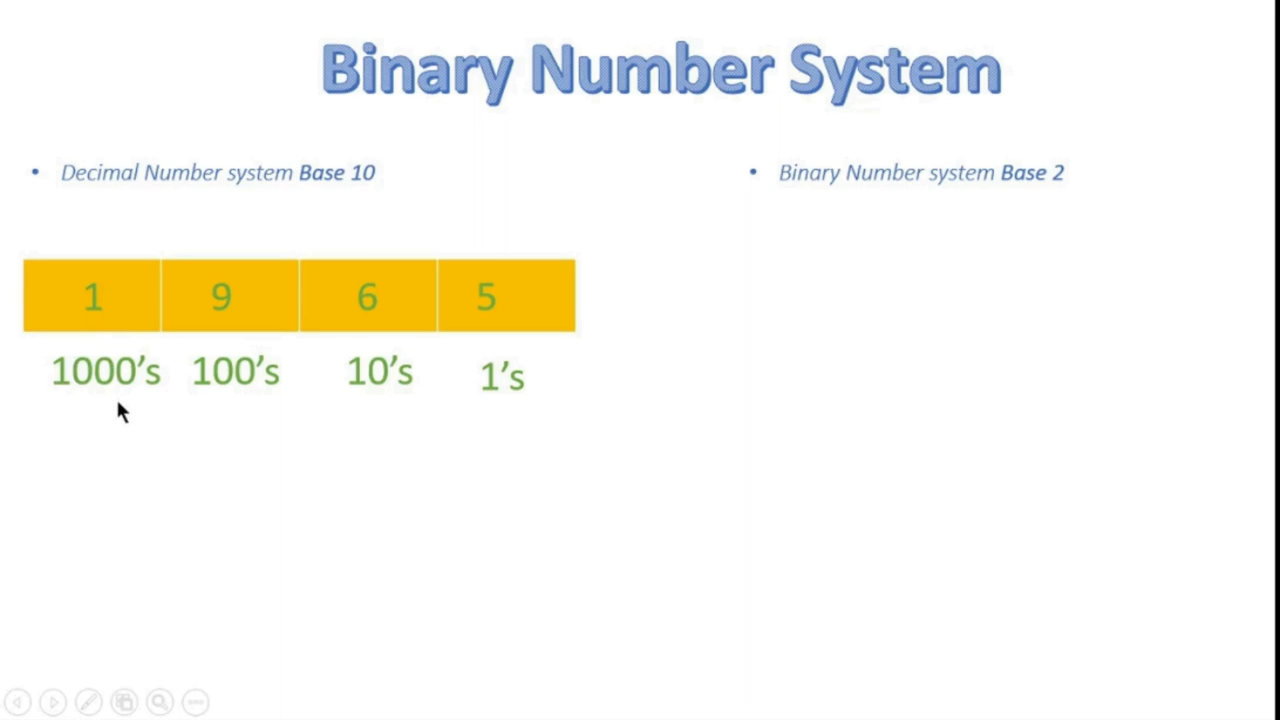 Binary Number System
• Decimal Number system Base 10
• Binary Number system Base 2
1 9 6 5
1000’s 100’s 10’s 1’s